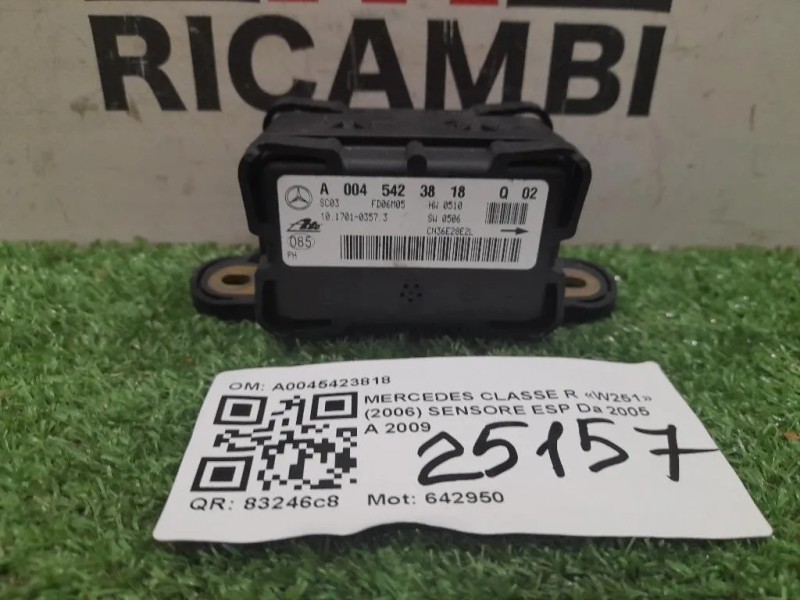 RICAMBI
A 004 542 38 18 Q 02
SC03 FD06M05 HW 0510
10.1701-0357.3 SW 0506
Ate
085 CN36E28E2L
PH
OM: A0045423818
MERCEDES CLASSE R «W251»
(2006) SENSORE ESP Da 2005
A 2009
25157
QR: 83246c8 Mot: 642950